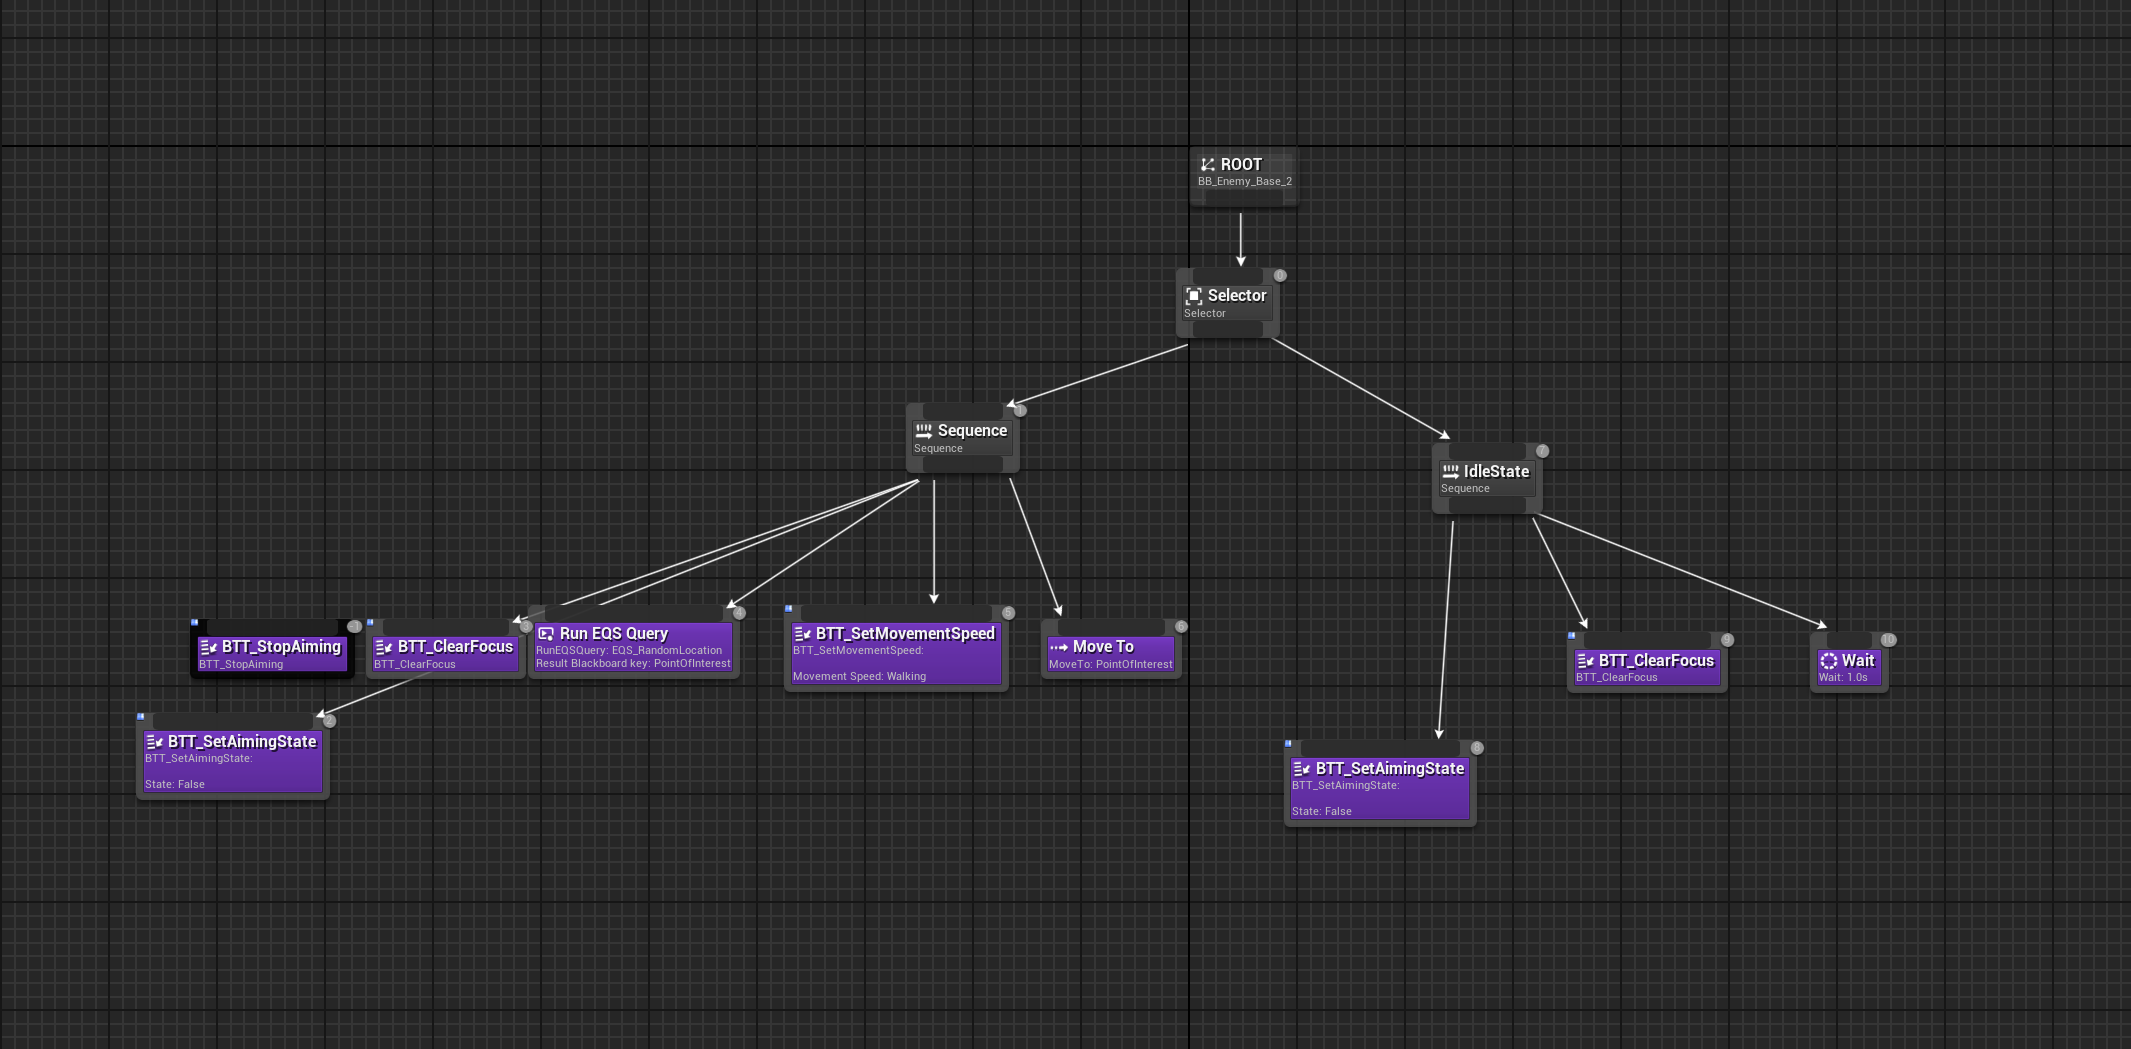 ROOT
BB_Enemy_Base_2
0
Selector
Selector
1
Sequence
Sequence
7
IdleState
Sequence
BTT_StopAiming
BTT_StopAiming
3
BTT_ClearFocus
BTT_ClearFocus
4
Run EQS Query
RunEQSQuery: EQS_RandomLocation
Result Blackboard key: PointOfInterest
5
BTT_SetMovementSpeed
BTT_SetMovementSpeed:
Movement Speed: Walking
6
Move To
MoveTo: PointOfInterest
9
BTT_ClearFocus
BTT_ClearFocus
10
Wait
Wait: 1.0s
2
BTT_SetAimingState
BTT_SetAimingState:
State: False
8
BTT_SetAimingState
BTT_SetAimingState:
State: False